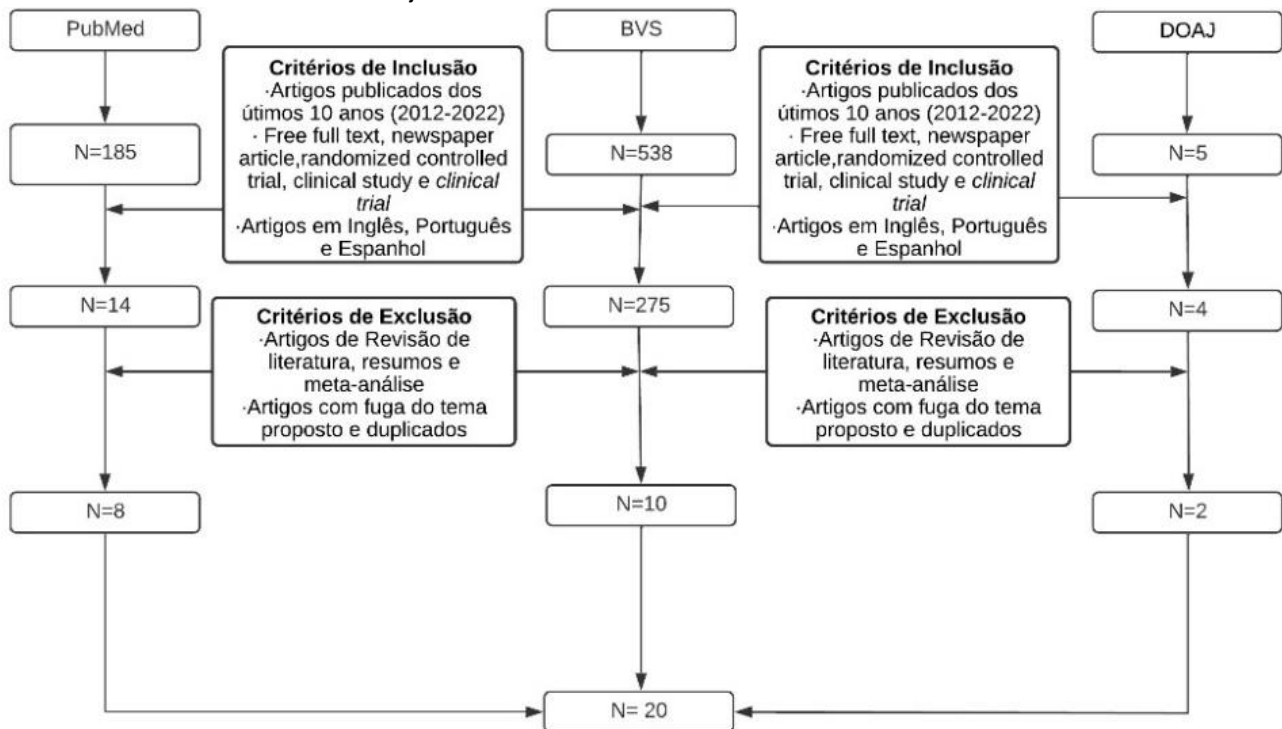 PubMed
BVS
DOAJ
Critérios de Inclusão
·Artigos publicados dos
útimos 10 anos (2012-2022)
· Free full text, newspaper
article,randomized controlled
trial, clinical study e clinical
trial
·Artigos em Inglês, Português
e Espanhol
Critérios de Inclusão
·Artigos publicados dos
útimos 10 anos (2012-2022)
· Free full text, newspaper
article,randomized controlled
trial, clinical study e clinical
trial
·Artigos em Inglês, Português
e Espanhol
N=185
N=538
N=5
N=14
N=275
N=4
Critérios de Exclusão
·Artigos de Revisão de
literatura, resumos e
meta-análise
·Artigos com fuga do tema
proposto e duplicados
Critérios de Exclusão
·Artigos de Revisão de
literatura, resumos e
meta-análise
·Artigos com fuga do tema
proposto e duplicados
N=8
N=10
N=2
N= 20